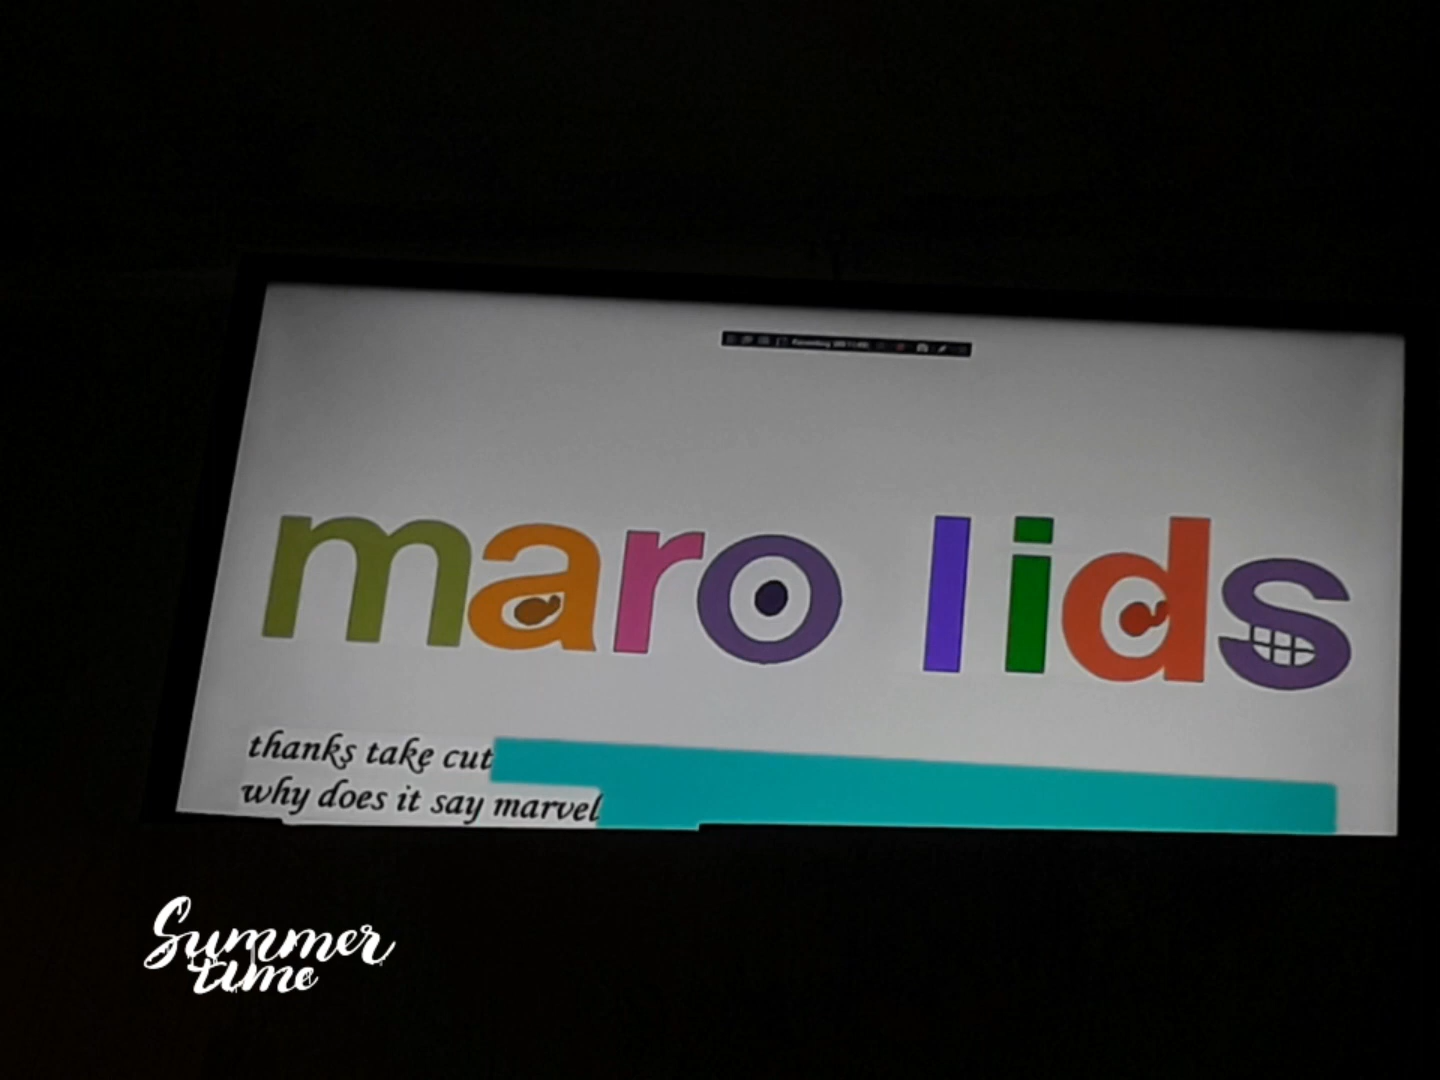 maro lids
thanks take cut
why does it say marvel
Summer
time